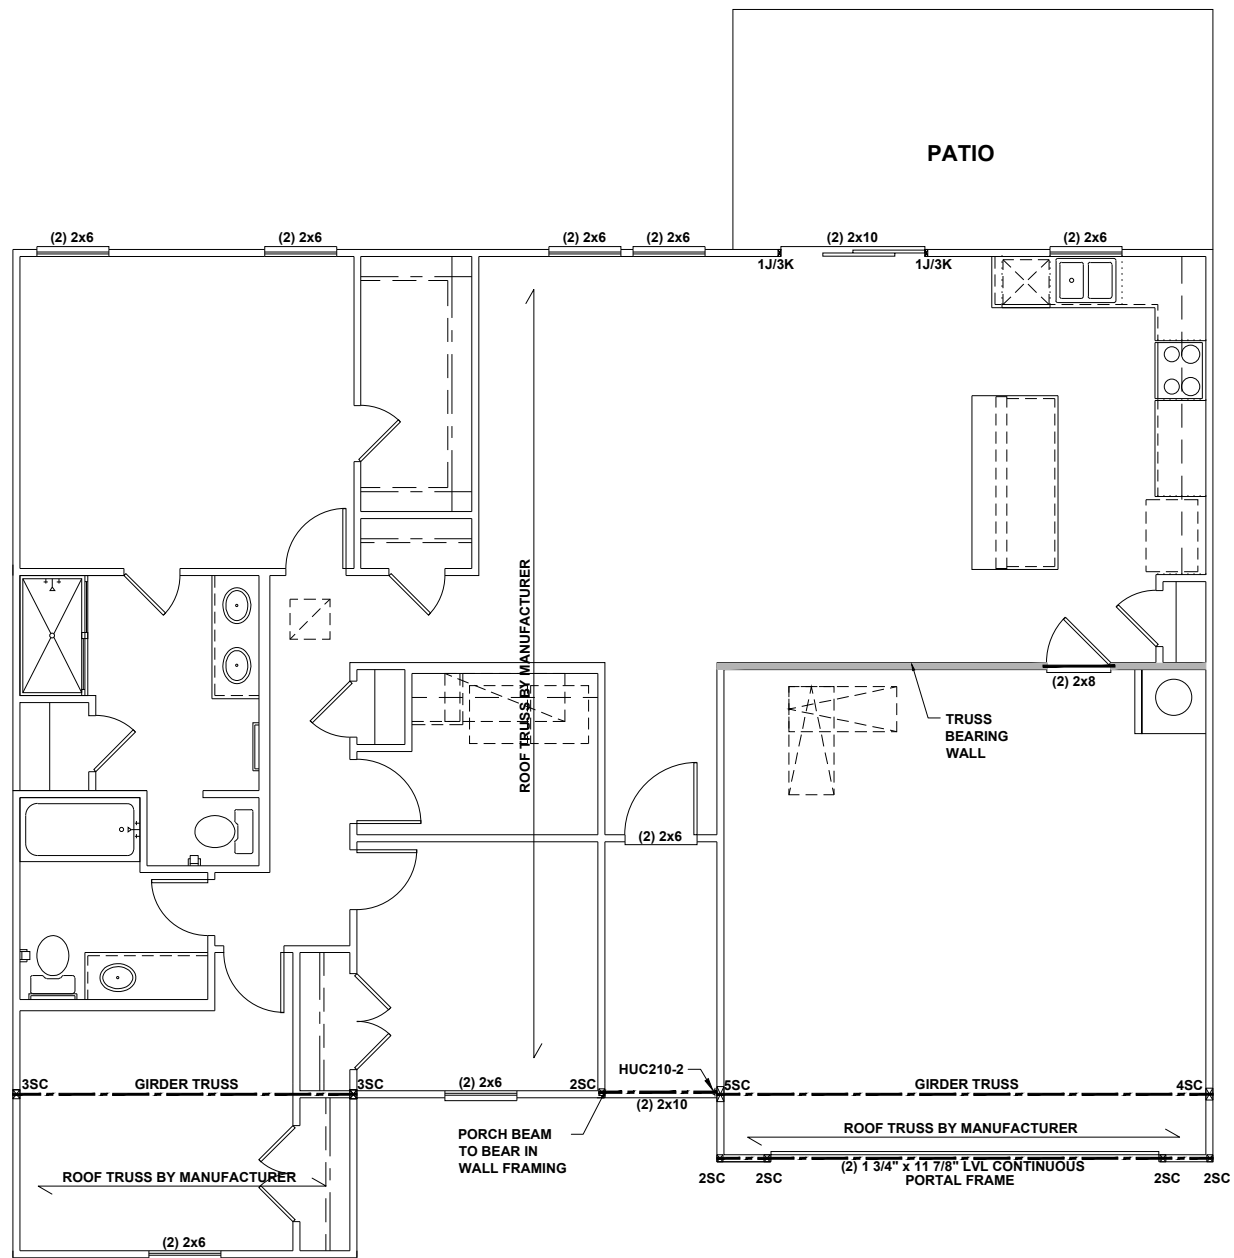 PATIO
(2) 2x6
(2) 2x6
(2) 2x6
(2) 2x6
(2) 2x10
(2) 2x6
1J/3K
1J/3K
ROOF TRUSS BY MANUFACTURER
(2) 2x8
TRUSS
BEARING
WALL
(2) 2x6
HUC210-2
3SC
GIRDER TRUSS
3SC
(2) 2x6
2SC
5SC
GIRDER TRUSS
4SC
(2) 2x10
PORCH BEAM
TO BEAR IN
WALL FRAMING
ROOF TRUSS BY MANUFACTURER
(2) 1 3/4" x 11 7/8" LVL CONTINUOUS
PORTAL FRAME
2SC
2SC
2SC
2SC
ROOF TRUSS BY MANUFACTURER
(2) 2x6